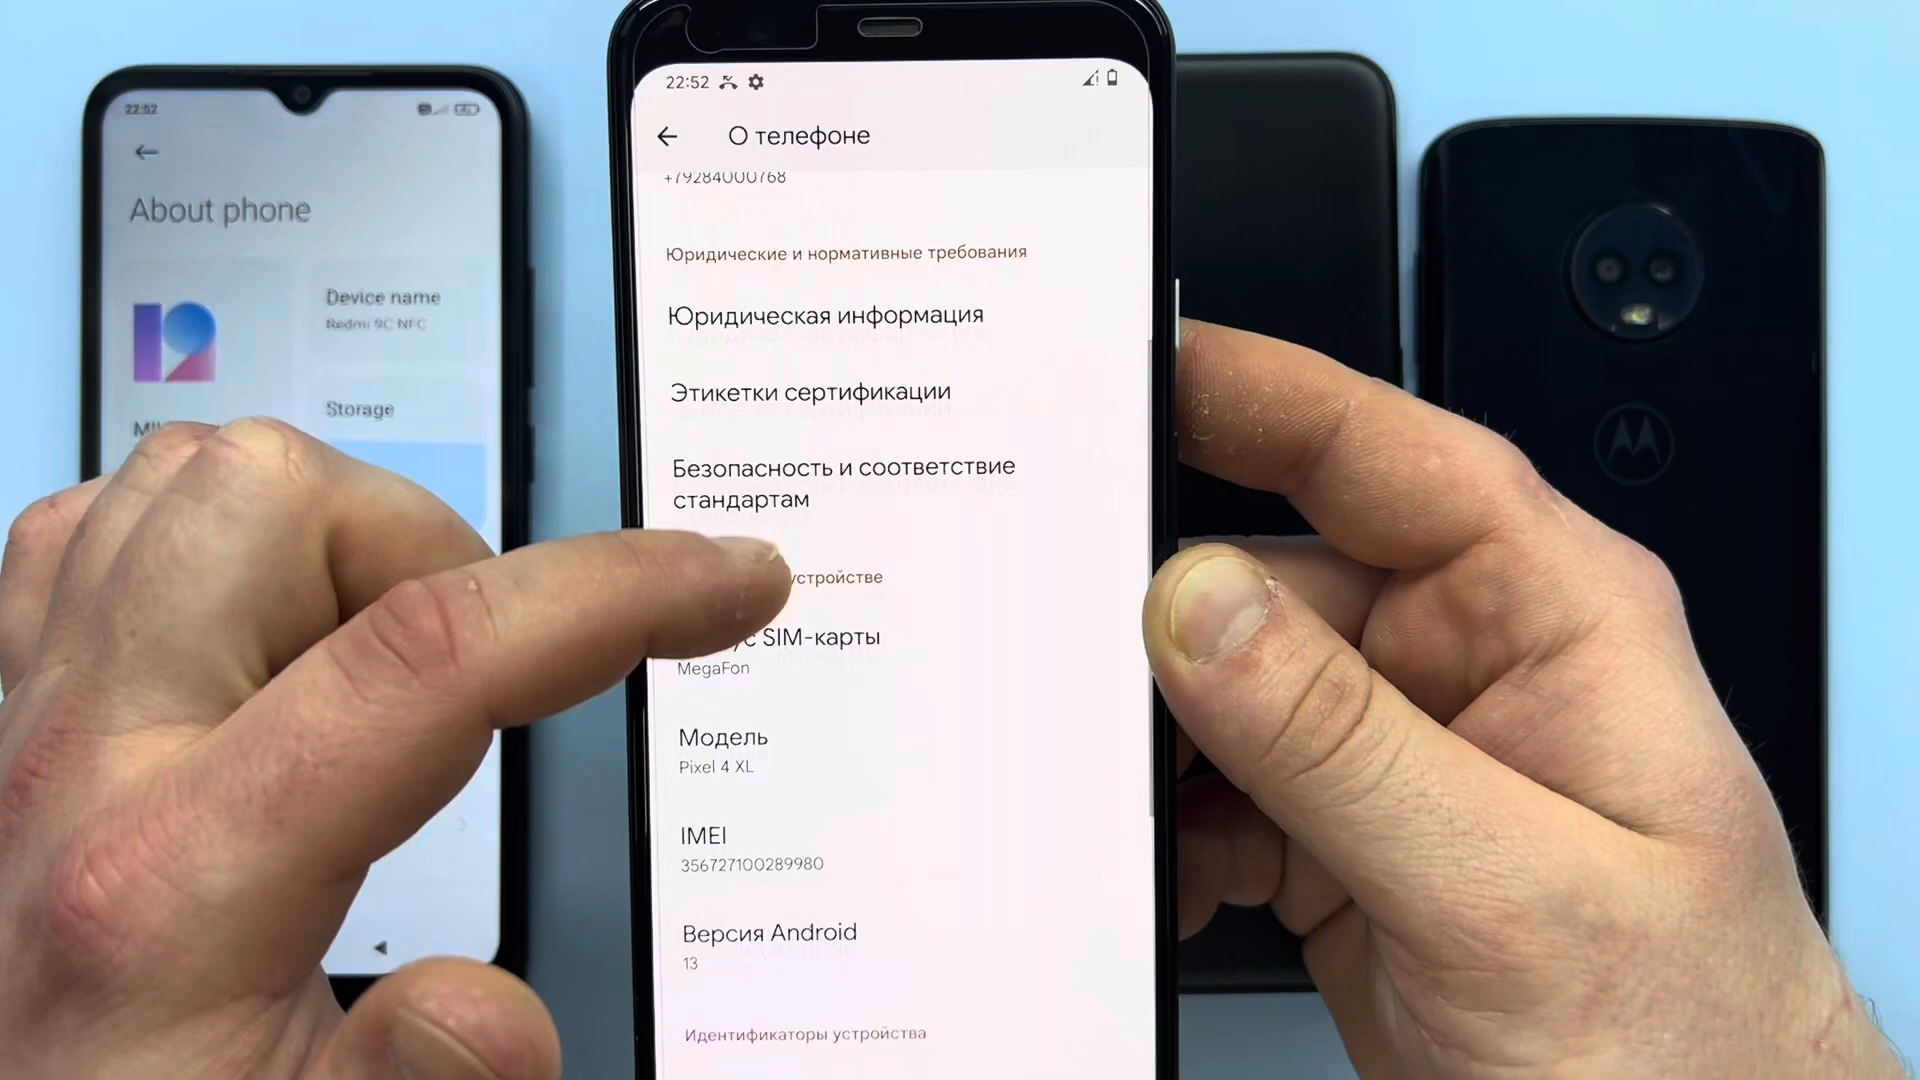 22:52
About phone
Device name
Redmi 9C NFC
Storage
22:52
О телефоне
+79284000768
Юридические и нормативные требования
Юридическая информация
Этикетки сертификации
Безопасность и соответствие
стандартам
устройстве
SIM-карты
MegaFon
Модель
Pixel 4 XL
IMEI
356727100289980
Версия Android
13
Идентификаторы устройства